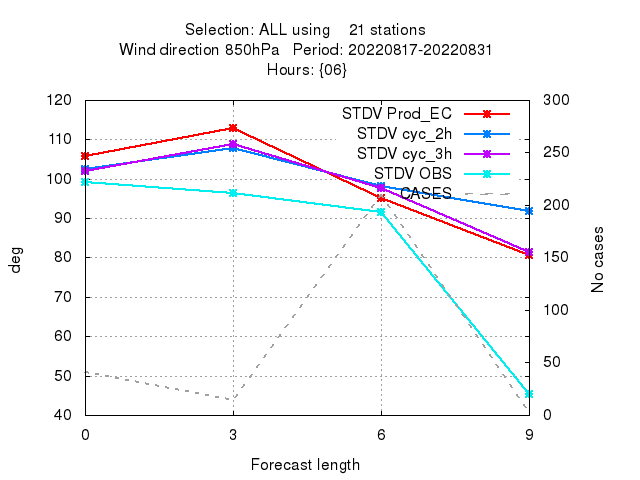 Selection: ALL using 21 stations
Wind direction 850hPa Period: 20220817-20220831
Hours: {06}
120
110
100
90
80
70
60
50
40
300
250
200
150
100
50
0
STDV Prod_EC
STDV cyc_2h
STDV cyc_3h
STDV OBS
CASES
deg
No cases
0 3 6 9
Forecast length